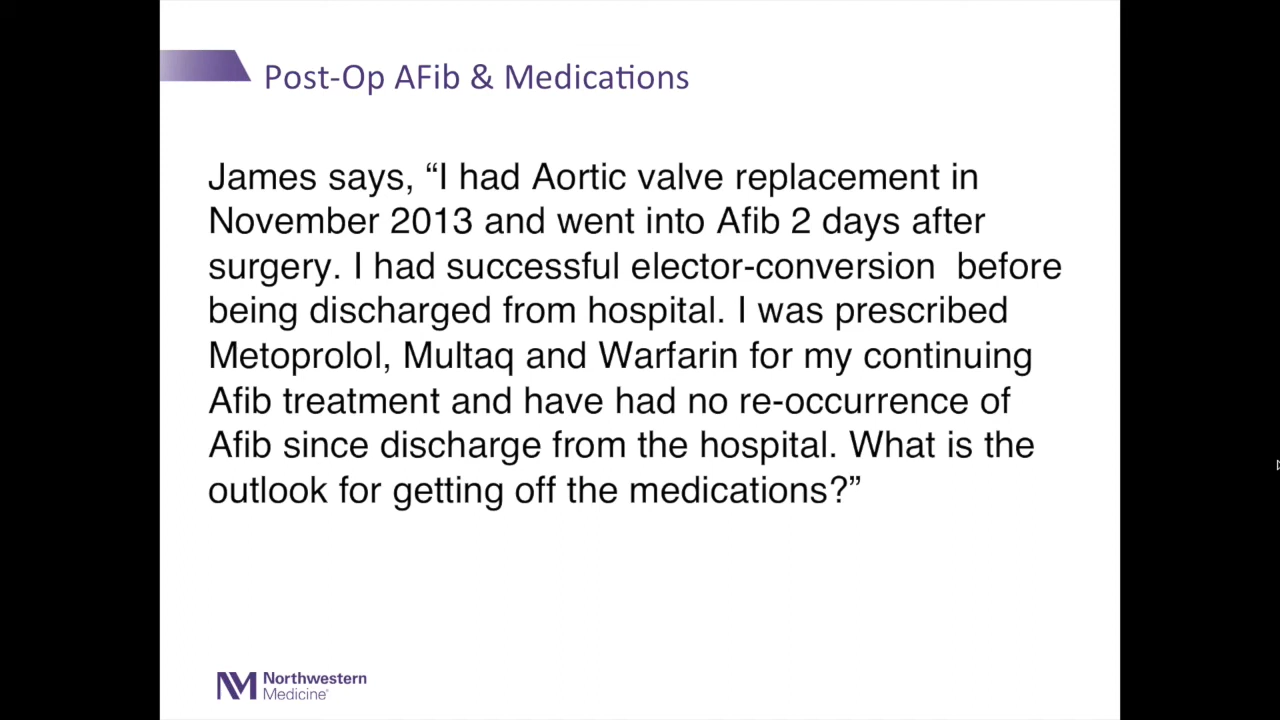 Post-Op AFib & Medications
James says, “I had Aortic valve replacement in
November 2013 and went into Afib 2 days after
surgery. I had successful elector-conversion  before
being discharged from hospital. I was prescribed
Metoprolol, Multaq and Warfarin for my continuing
Afib treatment and have had no re-occurrence of
Afib since discharge from the hospital. What is the
outlook for getting off the medications?”
NM Northwestern
Medicine®